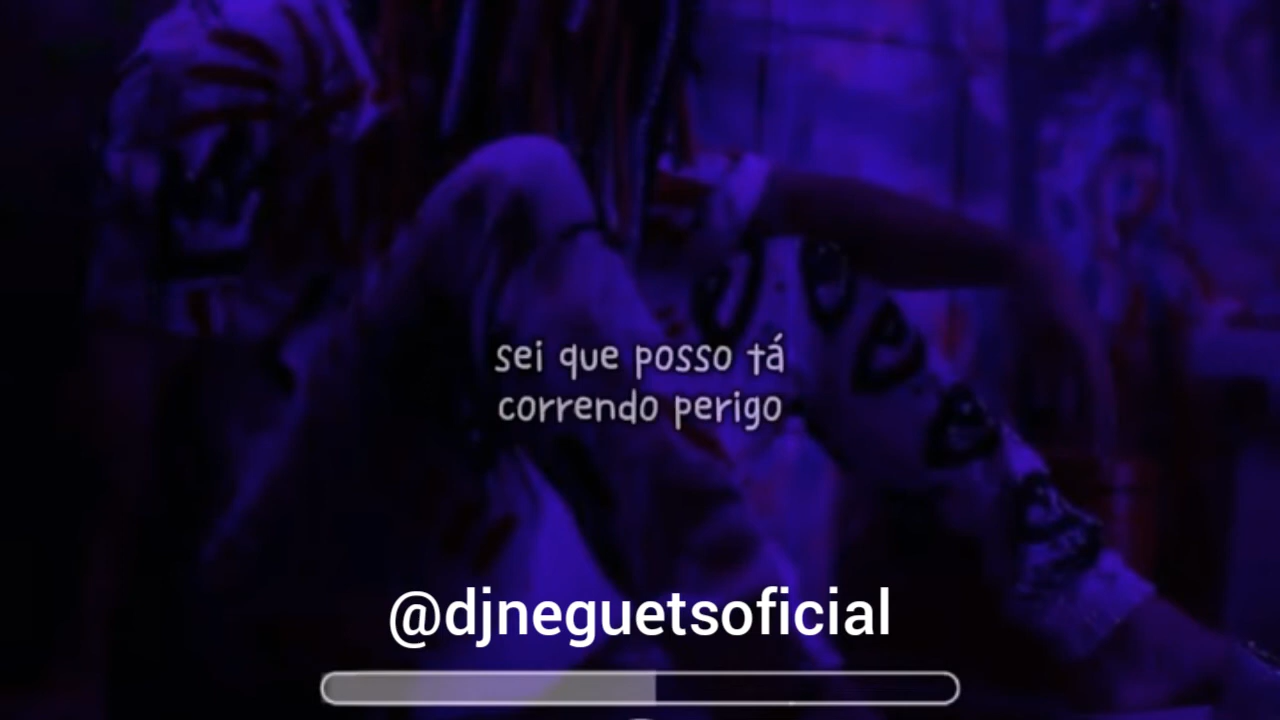 sei que posso tá
correndo perigo
@djneguetsoficial